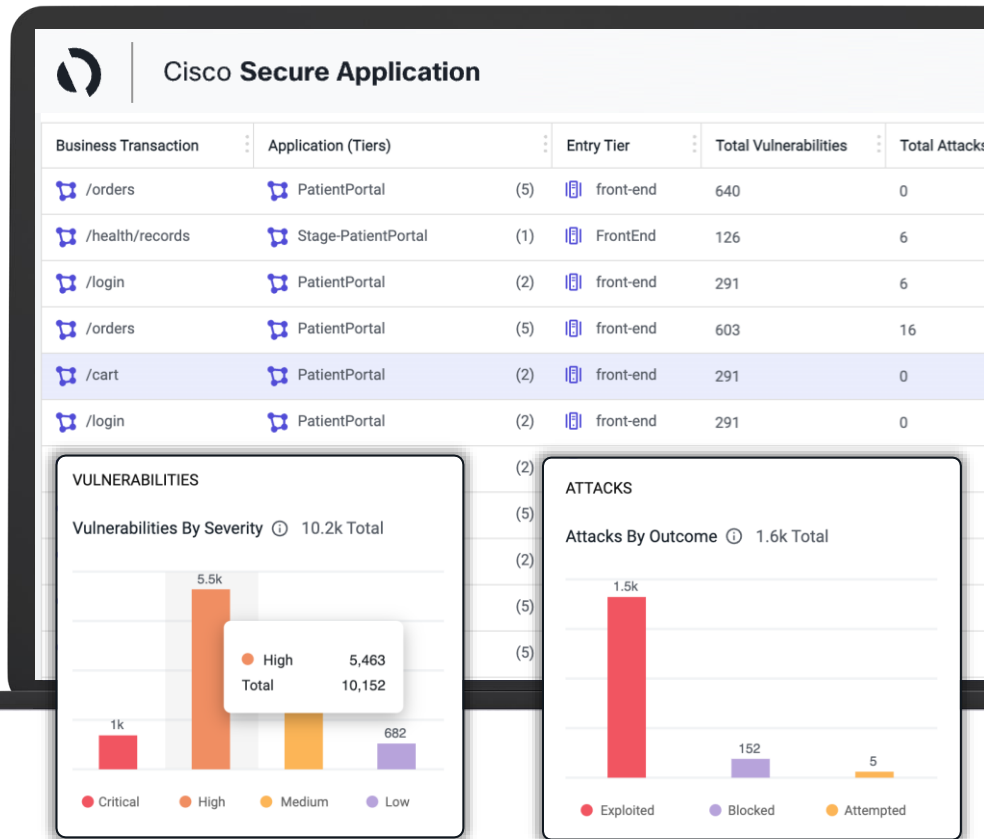 Cisco Secure Application
Business Transaction Application (Tiers) Entry Tier Total Vulnerabilities Total Attacks
/orders PatientPortal (5) front-end 640 0
/health/records Stage-PatientPortal (1) FrontEnd 126 6
/login PatientPortal (2) front-end 291 6
/orders PatientPortal (5) front-end 603 16
/cart PatientPortal (2) front-end 291 0
/login PatientPortal (2) front-end 291 0
(2)
(5)
(2)
(5)
(5)
VULNERABILITIES
Vulnerabilities By Severity 10.2k Total
5.5k
High 5,463
Total 10,152
1k
682
Critical High Medium Low
ATTACKS
Attacks By Outcome 1.6k Total
1.5k
152
5
Exploited Blocked Attempted